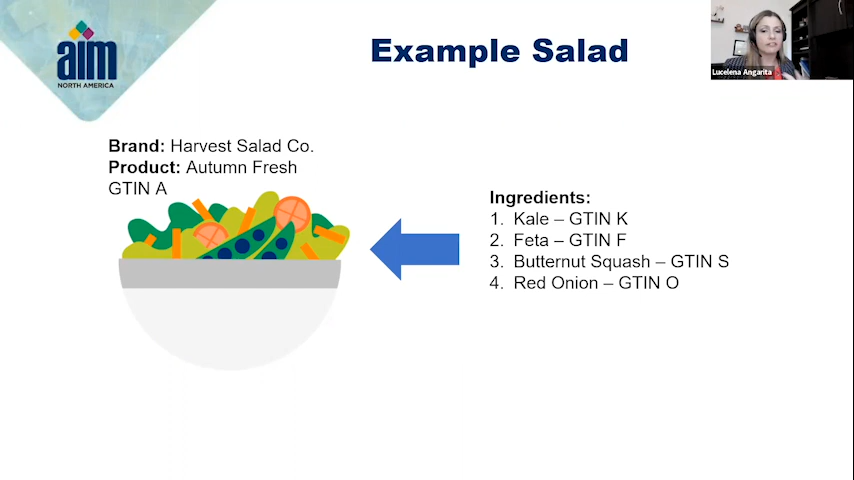 aim
NORTH AMERICA
Example Salad
Lucelena Angarita
Brand: Harvest Salad Co.
Product: Autumn Fresh
GTIN A
Ingredients:
1. Kale – GTIN K
2. Feta – GTIN F
3. Butternut Squash – GTIN S
4. Red Onion – GTIN O